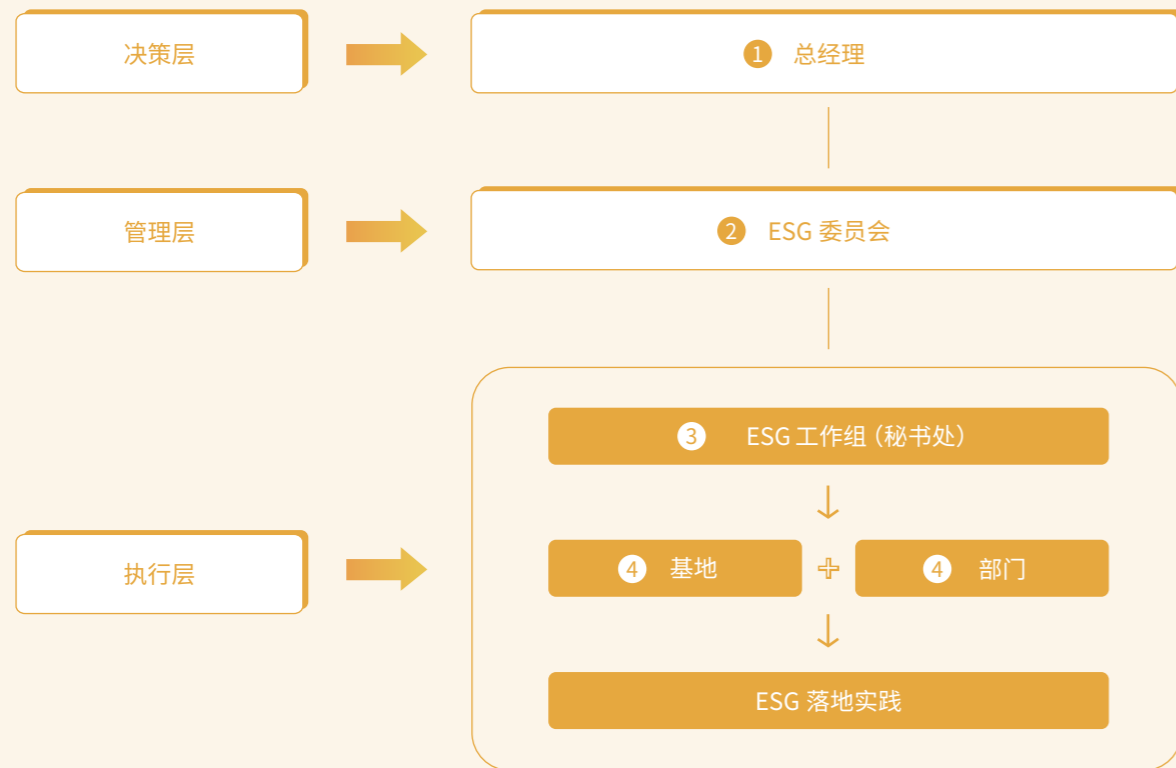 决策层
① 总经理
管理层
② ESG 委员会
③ ESG 工作组（秘书处）
执行层
④ 基地
④ 部门
ESG 落地实践